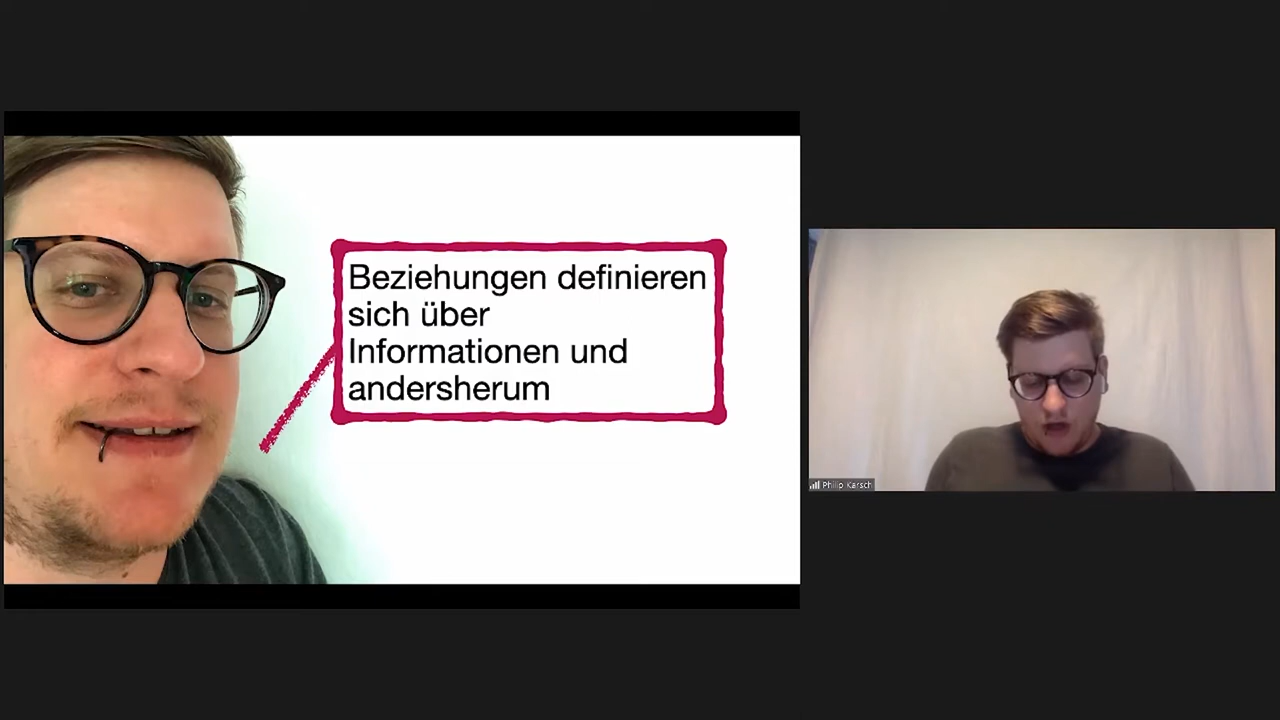 Beziehungen definieren
sich über
Informationen und
andersherum
Philip Karsch